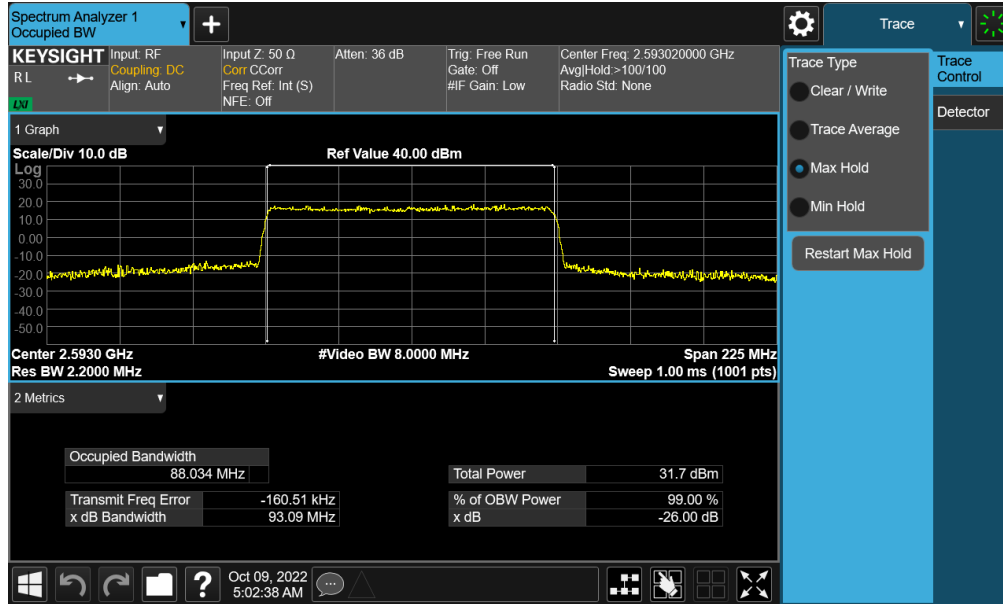 Spectrum Analyzer 1
Occupied BW
Trace
KEYSIGHT
R L
LXI
Input: RF
Coupling: DC
Align: Auto
Input Z: 50 Ω
Corr CCorr
Freq Ref: Int (S)
NFE: Off
Atten: 36 dB
Trig: Free Run
Gate: Off
#IF Gain: Low
Center Freq: 2.593020000 GHz
Avg|Hold:>100/100
Radio Std: None
1 Graph
Scale/Div 10.0 dB
Ref Value 40.00 dBm
Log
30.0
20.0
10.0
0.00
-10.0
-20.0
-30.0
-40.0
-50.0
Center 2.5930 GHz
#Video BW 8.0000 MHz
Span 225 MHz
Res BW 2.2000 MHz
Sweep 1.00 ms (1001 pts)
2 Metrics
Occupied Bandwidth
88.034 MHz
Total Power 31.7 dBm
Transmit Freq Error -160.51 kHz
% of OBW Power 99.00 %
x dB Bandwidth 93.09 MHz
x dB -26.00 dB
Trace Type
Clear / Write
Trace Average
Max Hold
Min Hold
Restart Max Hold
Trace
Control
Detector
?
Oct 09, 2022
5:02:38 AM